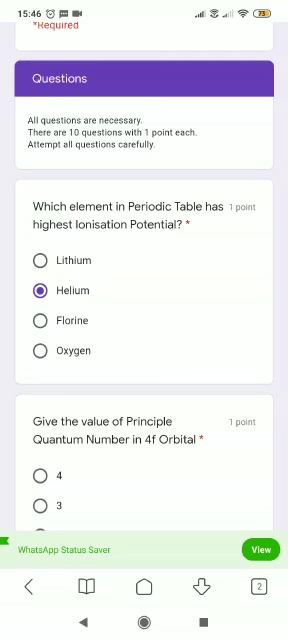 15:46
73
*Required
Questions
All questions are necessary.
There are 10 questions with 1 point each.
Attempt all questions carefully.
Which element in Periodic Table has 1 point
highest Ionisation Potential? *
Lithium
Helium
Florine
Oxygen
Give the value of Principle 1 point
Quantum Number in 4f Orbital *
4
3
WhatsApp Status Saver
View
2